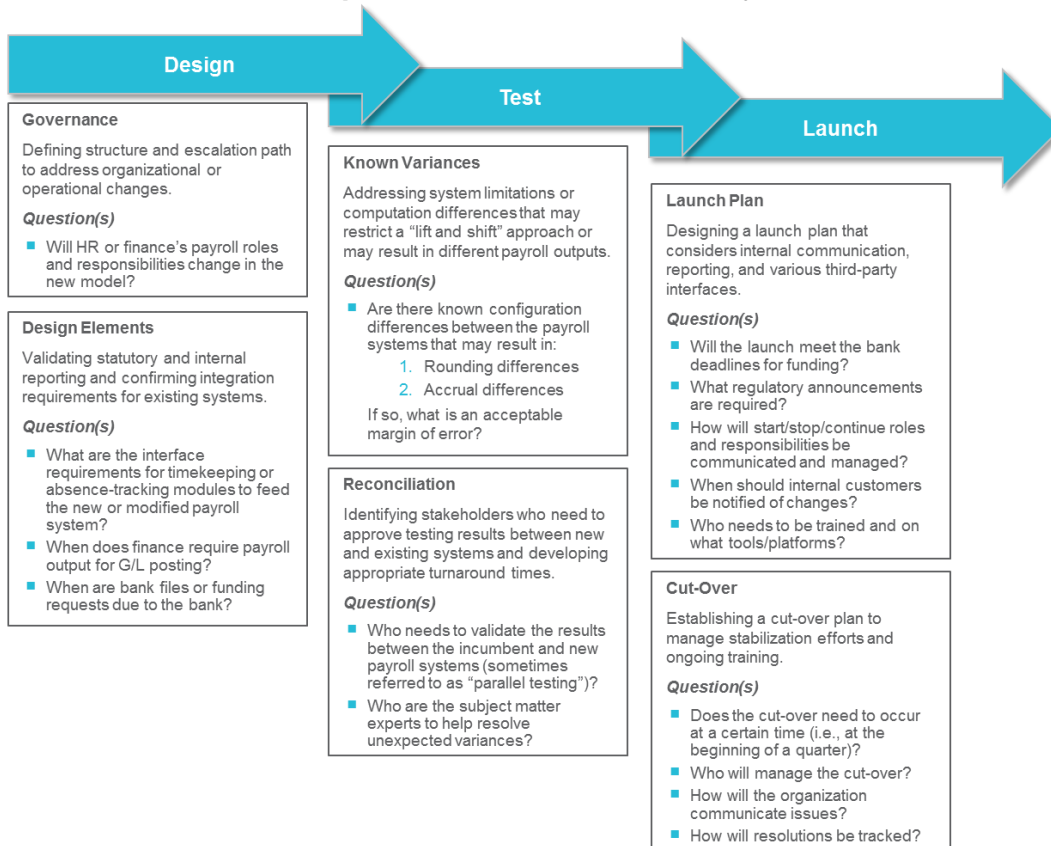 Design
Governance
Defining structure and escalation path
to address organizational or
operational changes.
Question(s)
Will HR or finance's payroll roles
and responsibilities change in the
new model?
Design Elements
Validating statutory and internal
reporting and confirming integration
requirements for existing systems.
Question(s)
What are the interface
requirements for timekeeping or
absence-tracking modules to feed
the new or modified payroll
system?
When does finance require payroll
output for G/L posting?
When are bank files or funding
requests due to the bank?
Test
Known Variances
Addressing system limitations or
computation differences that may
restrict a “lift and shift” approach or
may result in different payroll outputs.
Question(s)
Are there known configuration
differences between the payroll
systems that may result in:
1. Rounding differences
2. Accrual differences
If so, what is an acceptable
margin of error?
Reconciliation
Identifying stakeholders who need to
approve testing results between new
and existing systems and developing
appropriate turnaround times.
Question(s)
Who needs to validate the results
between the incumbent and new
payroll systems (sometimes
referred to as “parallel testing”)?
Who are the subject matter
experts to help resolve
unexpected variances?
Launch
Launch Plan
Designing a launch plan that
considers internal communication,
reporting, and various third-party
interfaces.
Question(s)
Will the launch meet the bank
deadlines for funding?
What regulatory announcements
are required?
How will start/stop/continue roles
and responsibilities be
communicated and managed?
When should internal customers
be notified of changes?
Who needs to be trained and on
what tools/platforms?
Cut-Over
Establishing a cut-over plan to
manage stabilization efforts and
ongoing training.
Question(s)
Does the cut-over need to occur
at a certain time (i.e., at the
beginning of a quarter)?
Who will manage the cut-over?
How will the organization
communicate issues?
How will resolutions be tracked?